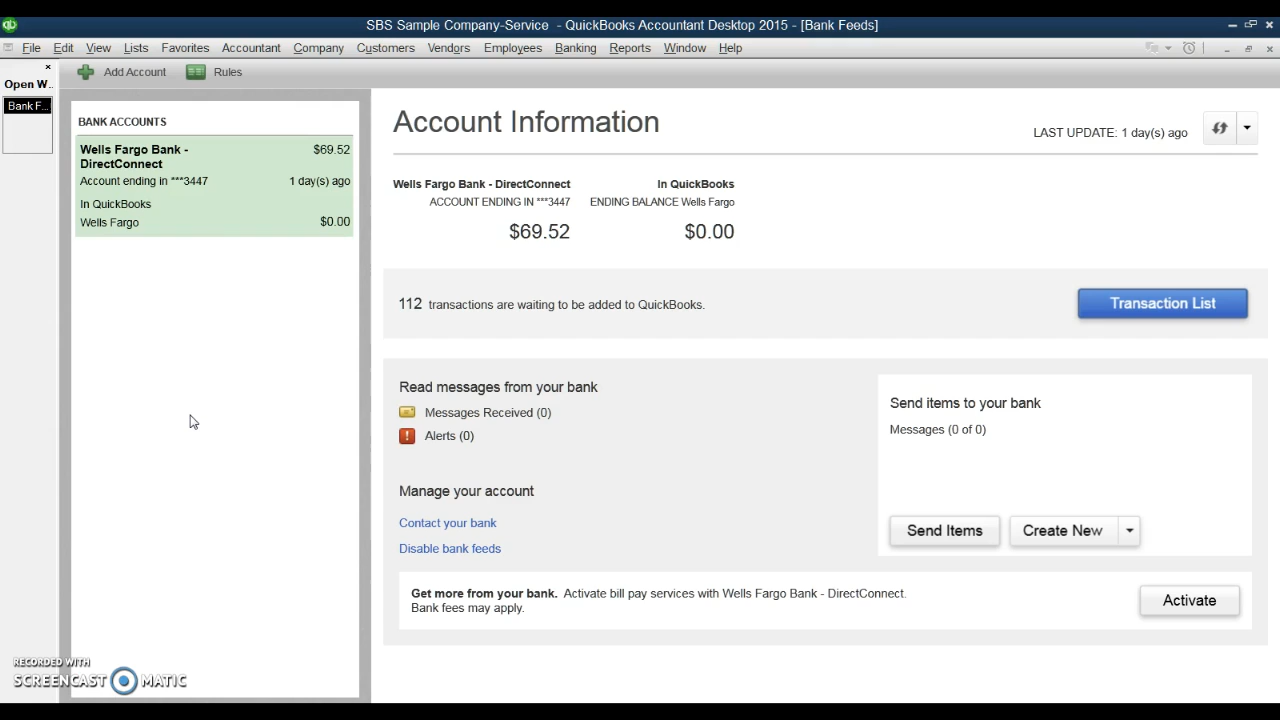 SBS Sample Company-Service - QuickBooks Accountant Desktop 2015 - [Bank Feeds]
File Edit View Lists Favorites Accountant Company Customers Vendors Employees Banking Reports Window Help
Open W...
Bank F...
Add Account Rules
BANK ACCOUNTS
Wells Fargo Bank - $69.52
DirectConnect
Account ending in ***3447 1 day(s) ago
In QuickBooks
Wells Fargo $0.00
Account Information
LAST UPDATE: 1 day(s) ago
Wells Fargo Bank - DirectConnect In QuickBooks
ACCOUNT ENDING IN ***3447 ENDING BALANCE Wells Fargo
$69.52 $0.00
112 transactions are waiting to be added to QuickBooks.
Transaction List
Read messages from your bank
Messages Received (0)
Alerts (0)
Manage your account
Contact your bank
Disable bank feeds
Send items to your bank
Messages (0 of 0)
Send Items Create New
Get more from your bank. Activate bill pay services with Wells Fargo Bank - DirectConnect.
Bank fees may apply.
Activate
RECORDED WITH
SCREENCAST MATIC